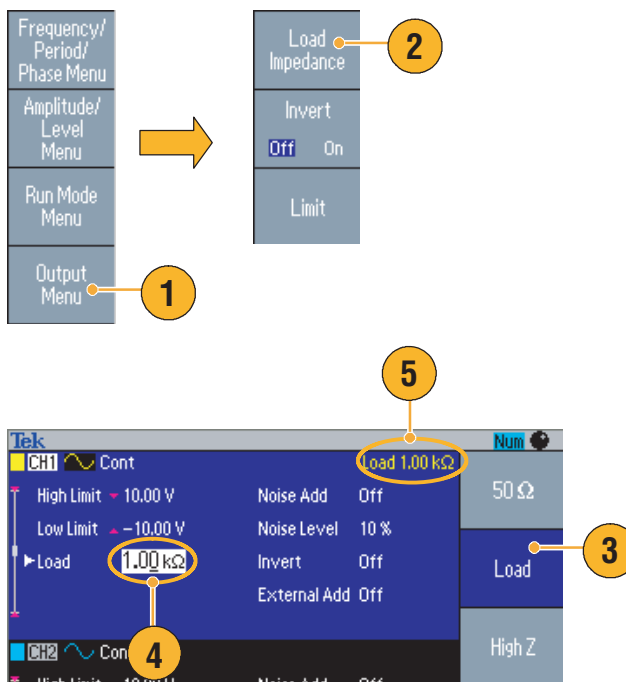 Frequency/
Period/
Phase Menu
Amplitude/
Level
Menu
Run Mode
Menu
Output
Menu
1
Load
Impedance
2
Invert
Off On
Limit
5
Tek Num
CH1 Cont Load 1.00 kΩ
High Limit 10.00 V Noise Add Off
Low Limit -10.00 V Noise Level 10 %
Load 1.00 kΩ Invert Off
External Add Off
50 Ω
Load
3
High Z
4
CH2